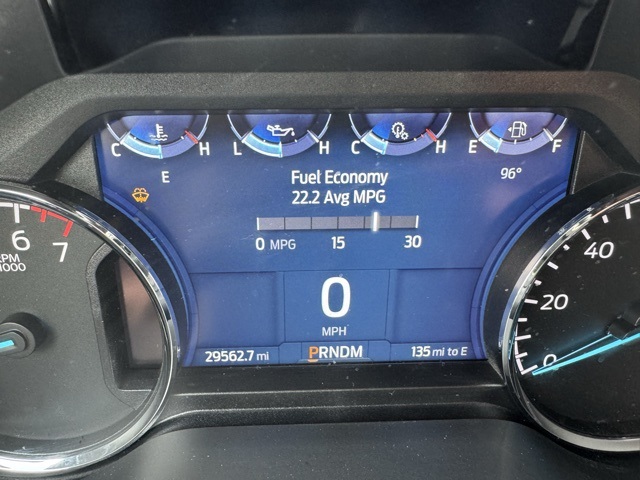 C H L H C H E F
E
Fuel Economy
96°
22.2 Avg MPG
0 MPG 15 30
6
7
RPM
1000
40
20
0
0
MPH
29562.7 mi
PRNDM
135 mi to E